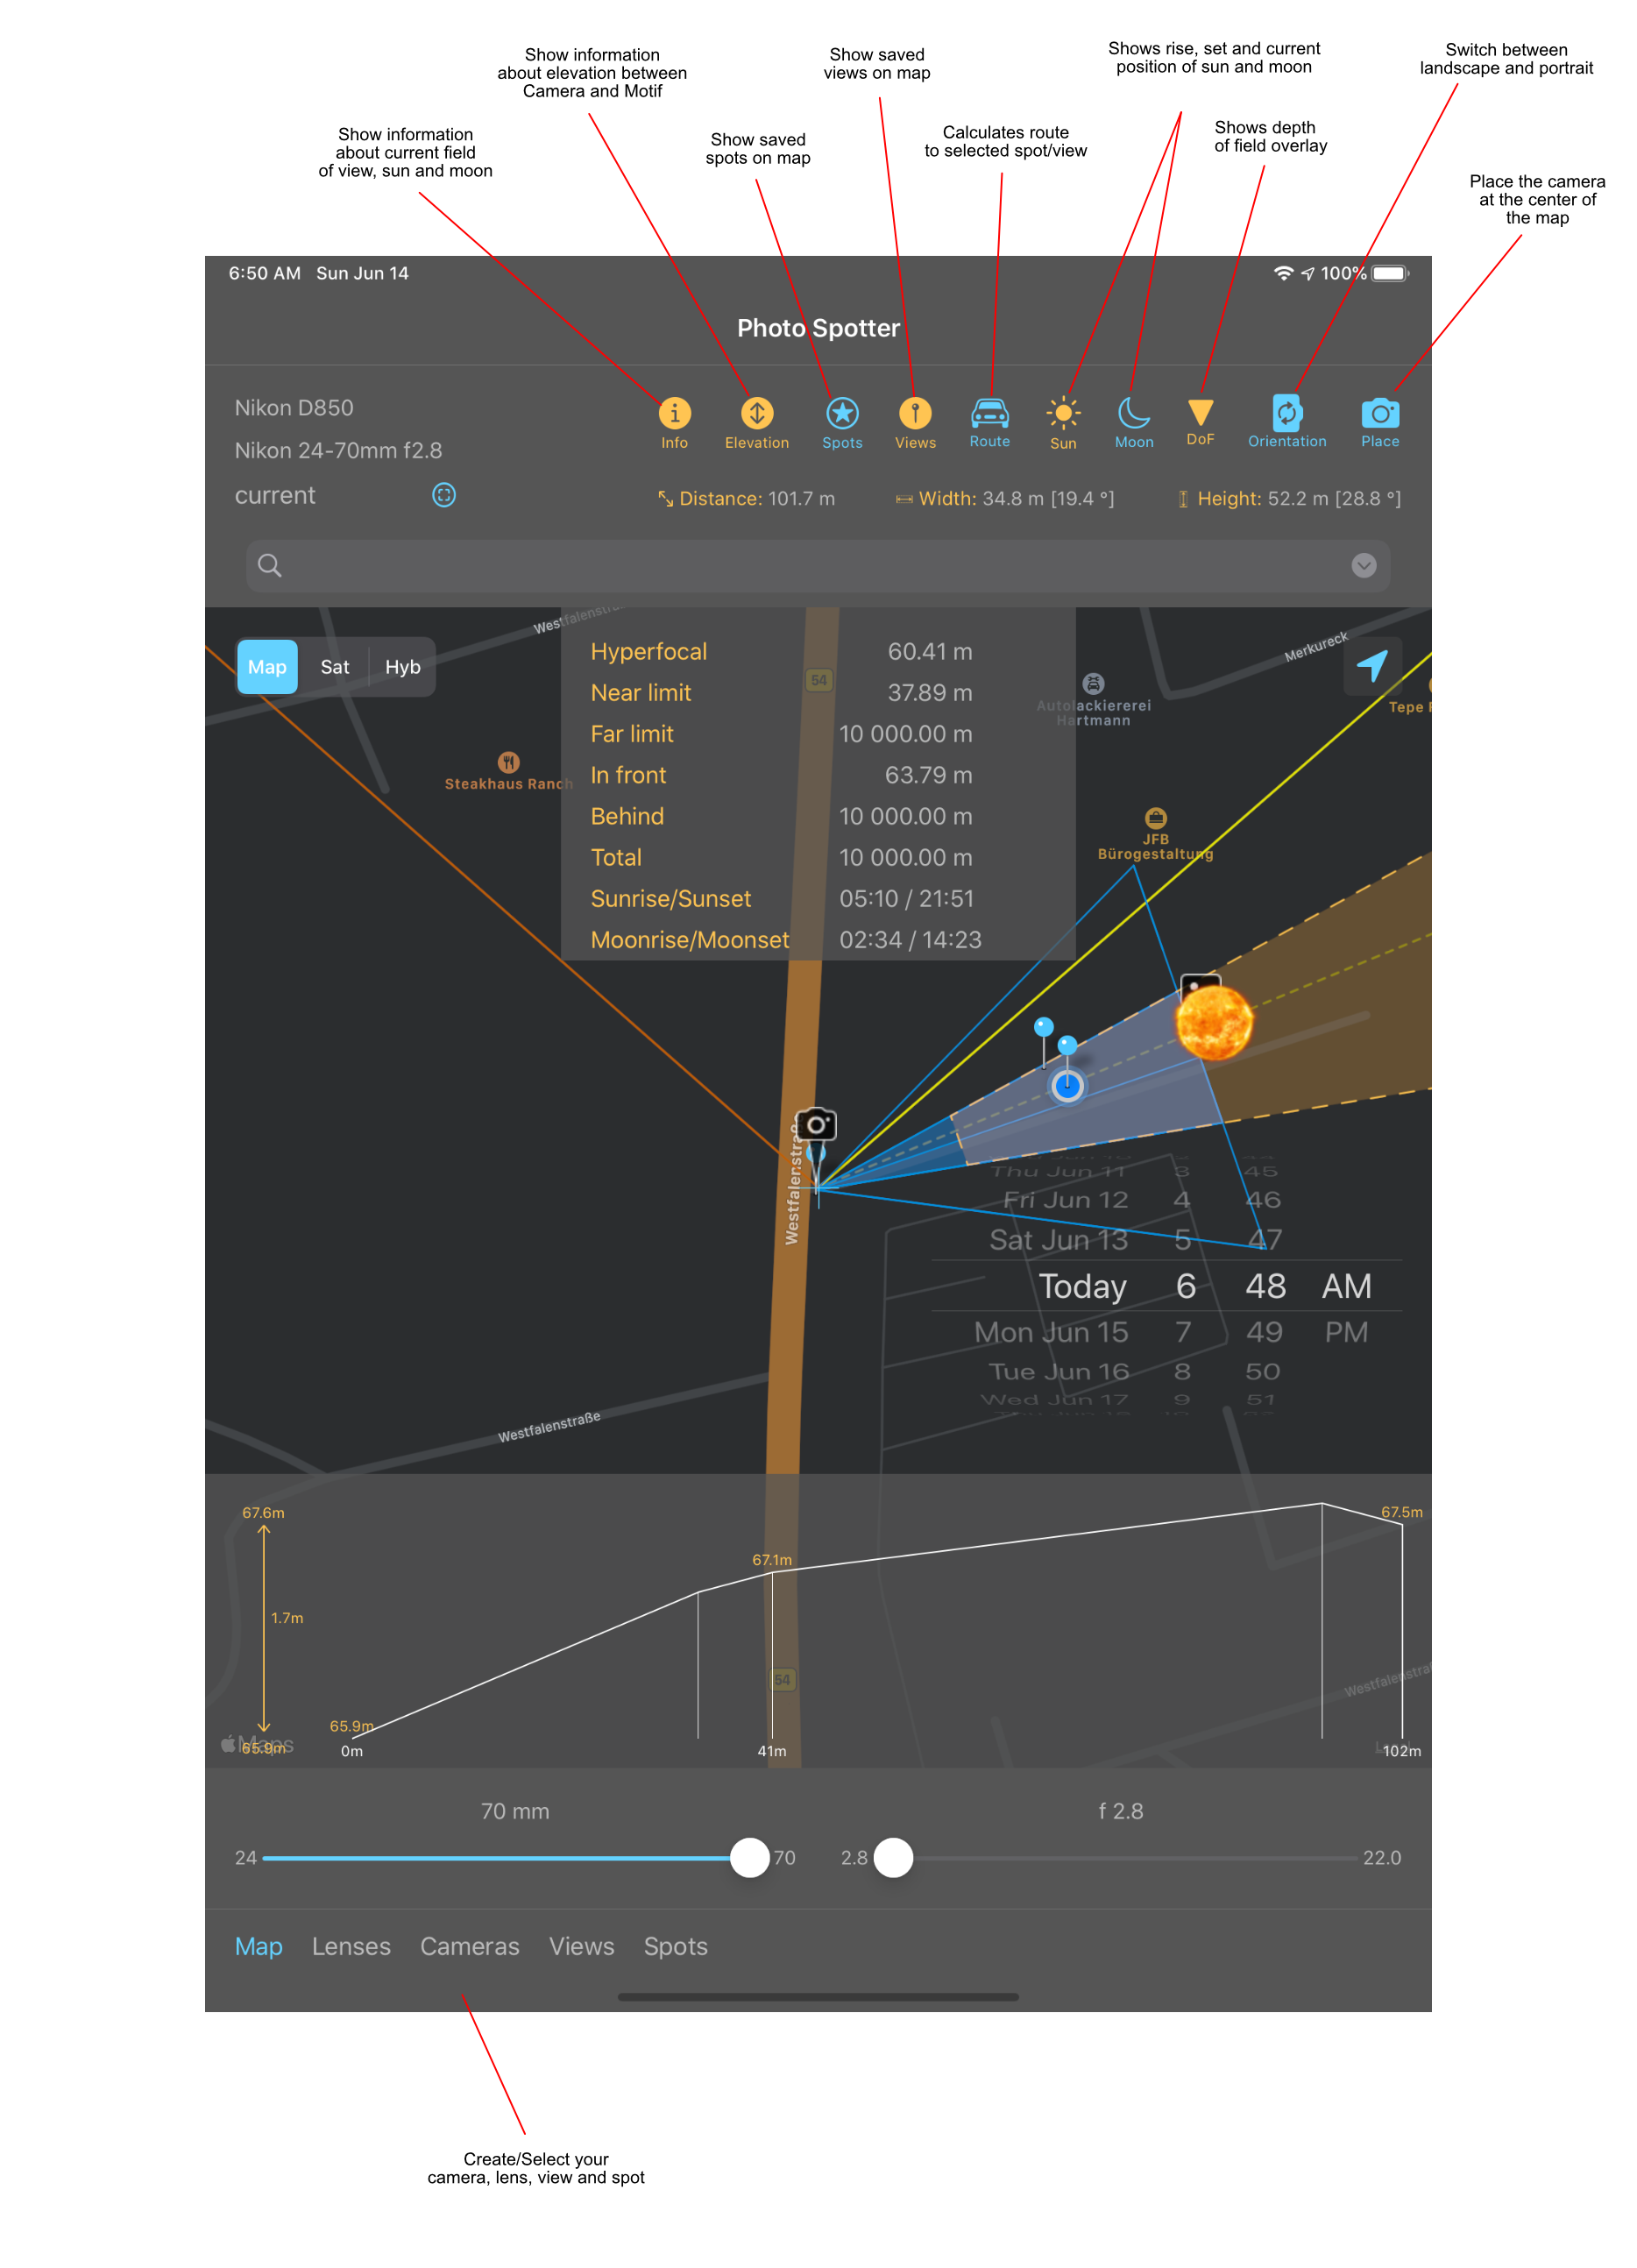 Show information
about elevation between
Camera and Motif
Show saved
views on map
Shows rise, set and current
position of sun and moon
Switch between
landscape and portrait
Show information
about current field
of view, sun and moon
Show saved
spots on map
Calculates route
to selected spot/view
Shows depth
of field overlay
Place the camera
at the center of
the map
6:50 AM Sun Jun 14
100%
Photo Spotter
Nikon D850
Nikon 24-70mm f2.8
current
Info Elevation Spots Views Route Sun Moon DoF Orientation Place
Distance: 101.7 m Width: 34.8 m [19.4 °] Height: 52.2 m [28.8 °]
Map Sat Hyb
Merkureck
54
Autolackiererei
Hartmann
Tepe
Steakhaus Ranch
JFB
Bürogestaltung
Hyperfocal 60.41 m
Near limit 37.89 m
Far limit 10 000.00 m
In front 63.79 m
Behind 10 000.00 m
Total 10 000.00 m
Sunrise/Sunset 05:10 / 21:51
Moonrise/Moonset 02:34 / 14:23
Westfalenstraße
Thu Jun 11 3 45
Fri Jun 12 4 46
Sat Jun 13 5 47
Today 6 48 AM
Mon Jun 15 7 49 PM
Tue Jun 16 8 50
Wed Jun 17 9 51
Westfalenstraße
67.6m
1.7m
65.9m
65.9m
67.1m
67.5m
0m
41m
102m
54
Maps
70 mm
24 70
f 2.8
2.8 22.0
Map Lenses Cameras Views Spots
Create/Select your
camera, lens, view and spot